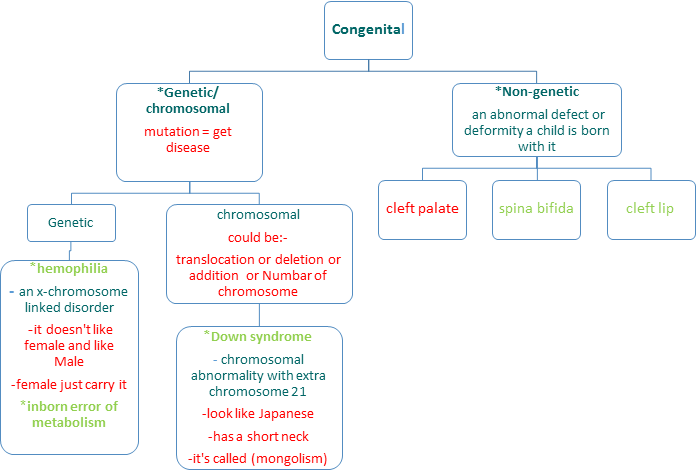 Congenital
*Genetic/
chromosomal
mutation = get
disease
*Non-genetic
an abnormal defect or
deformity a child is born
with it
Genetic
chromosomal
could be:-
translocation or deletion or
addition or Numbar of
chromosome
cleft palate
spina bifida
cleft lip
*hemophilia
- an x-chromosome
linked disorder
-it doesn't like
female and like
Male
-female just carry it
*inborn error of
metabolism
*Down syndrome
- chromosomal
abnormality with extra
chromosome 21
-look like Japanese
-has a short neck
-it's called (mongolism)